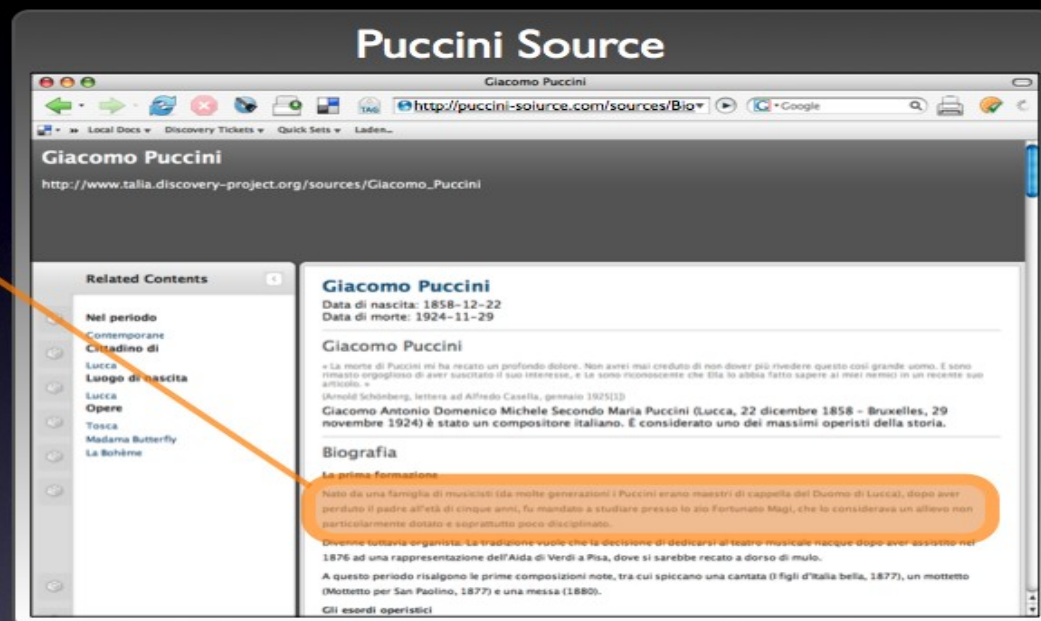 Puccini Source
Giacomo Puccini
TAG
http://puccini-soiurce.com/sources/Bio
G - Google
» Local Docs Discovery Tickets Quick Sets Laden...
Giacomo Puccini
http://www.talia.discovery-project.org/sources/Giacomo_Puccini
Related Contents
Nel periodo
Contemporane
Cittadino di
Lucca
Luogo di nascita
Lucca
Opere
Tosca
Madama Butterfly
La Bohème
Giacomo Puccini
Data di nascita: 1858-12-22
Data di morte: 1924-11-29
Giacomo Puccini
« La morte di Puccini mi ha recato un profondo dolore. Non avrei mai creduto di non dover più rivedere questo così grande uomo. E sono
rimasto orgoglioso di aver suscitato il suo interesse, e Le sono riconoscente che Ella lo abbia fatto sapere ai miei nemici in un recente suo
articolo. »
(Arnold Schönberg, lettera ad Alfredo Casella, gennaio 1925[1])
Giacomo Antonio Domenico Michele Secondo Maria Puccini (Lucca, 22 dicembre 1858 – Bruxelles, 29
novembre 1924) è stato un compositore italiano. È considerato uno dei massimi operisti della storia.
Biografia
La prima formazione
Nato da una famiglia di musicisti (da molte generazioni i Puccini erano maestri di cappella del Duomo di Lucca), dopo aver
perduto il padre all'età di cinque anni, fu mandato a studiare presso lo zio Fortunato Magi, che lo considerava un allievo non
particolarmente dotato e soprattutto poco disciplinato.
Divenne tuttavia organista. La tradizione vuole che la decisione di dedicarsi al teatro musicale nacque dopo aver assistito nel
1876 ad una rappresentazione dell'Aida di Verdi a Pisa, dove si sarebbe recato a dorso di mulo.
A questo periodo risalgono le prime composizioni note, tra cui spiccano una cantata (I figli d'Italia bella, 1877), un mottetto
(Mottetto per San Paolino, 1877) e una messa (1880).
Gli esordi operistici